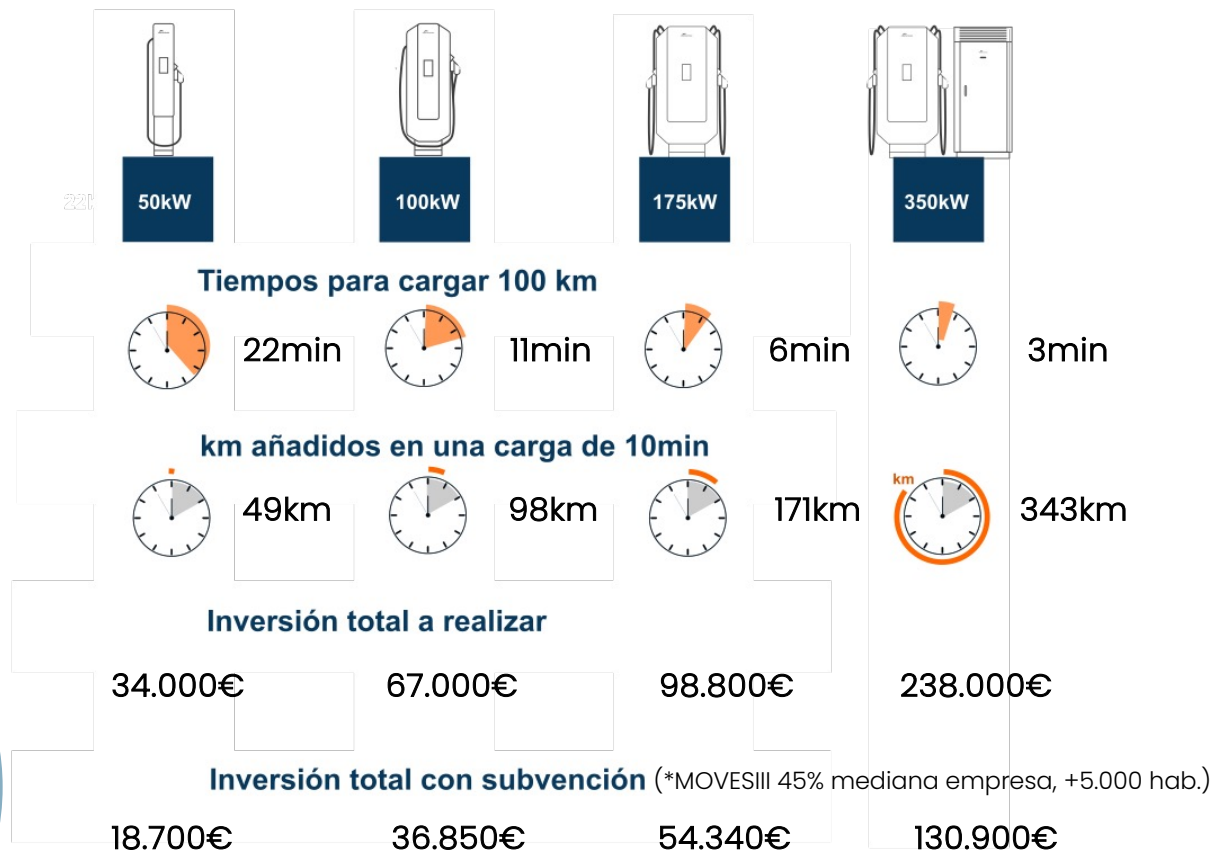 50kW 100kW 175kW 350kW
Tiempos para cargar 100 km
22min 11min 6min 3min
km añadidos en una carga de 10min
km
49km 98km 171km 343km
Inversión total a realizar
34.000€ 67.000€ 98.800€ 238.000€
Inversión total con subvención (*MOVESIII 45% mediana empresa, +5.000 hab.)
18.700€ 36.850€ 54.340€ 130.900€